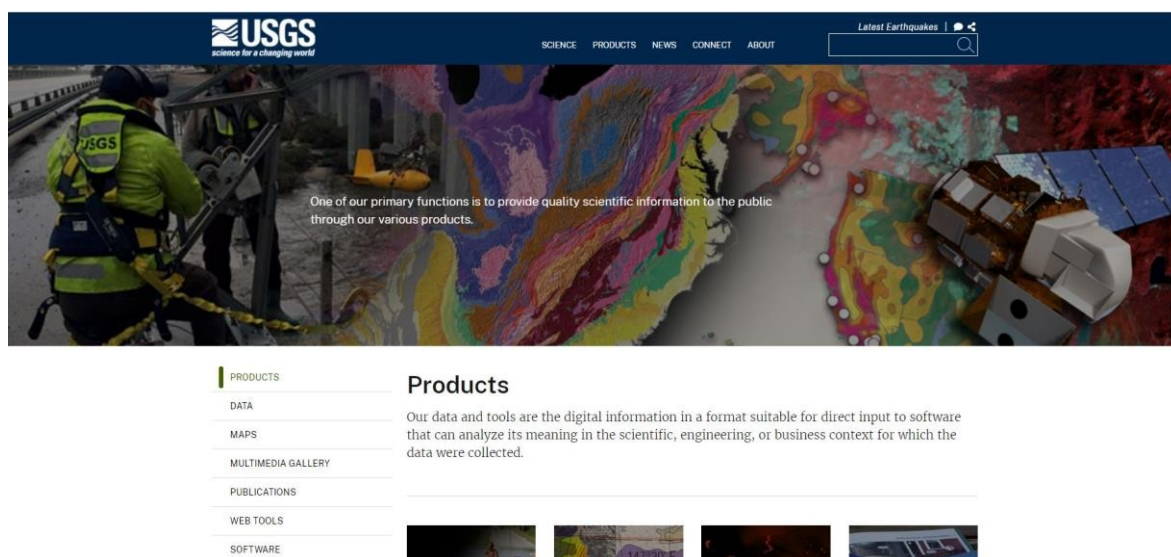 USGS
science for a changing world
Latest Earthquakes |
SCIENCE PRODUCTS NEWS CONNECT ABOUT
USGS
One of our primary functions is to provide quality scientific information to the public
through our various products.
PRODUCTS
DATA
MAPS
MULTIMEDIA GALLERY
PUBLICATIONS
WEB TOOLS
SOFTWARE
Products
Our data and tools are the digital information in a format suitable for direct input to software
that can analyze its meaning in the scientific, engineering, or business context for which the
data were collected.